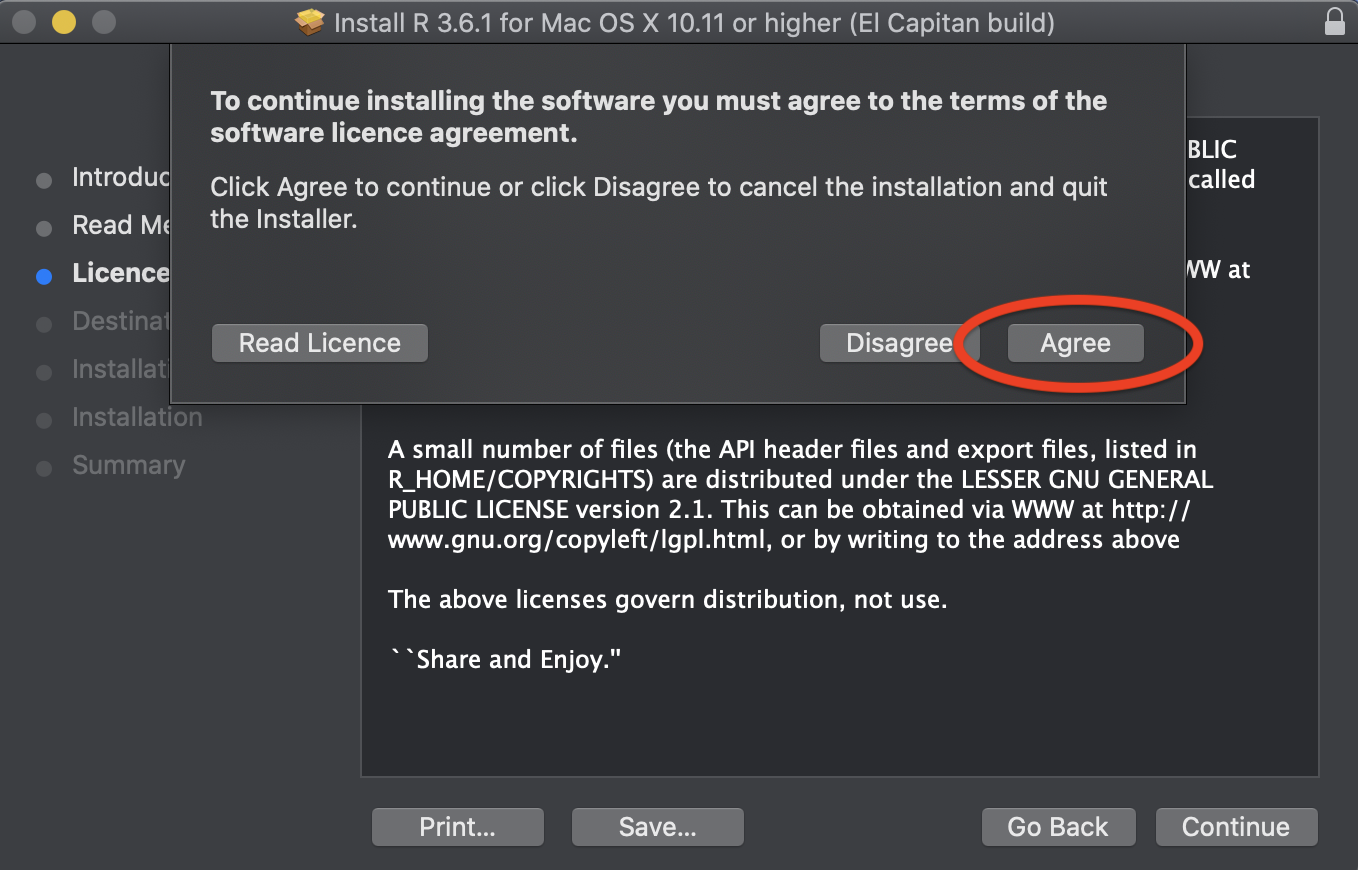 Install R 3.6.1 for Mac OS X 10.11 or higher (El Capitan build)
To continue installing the software you must agree to the terms of the
software licence agreement.
Click Agree to continue or click Disagree to cancel the installation and quit
the Installer.
Read Licence
Disagree
Agree
Introduc
Read Me
Licence
Destinat
Installati
Installation
Summary
BLIC
called
WW at
A small number of files (the API header files and export files, listed in
R_HOME/COPYRIGHTS) are distributed under the LESSER GNU GENERAL
PUBLIC LICENSE version 2.1. This can be obtained via WWW at http://
www.gnu.org/copyleft/lgpl.html, or by writing to the address above
The above licenses govern distribution, not use.
``Share and Enjoy."
Print...
Save...
Go Back
Continue